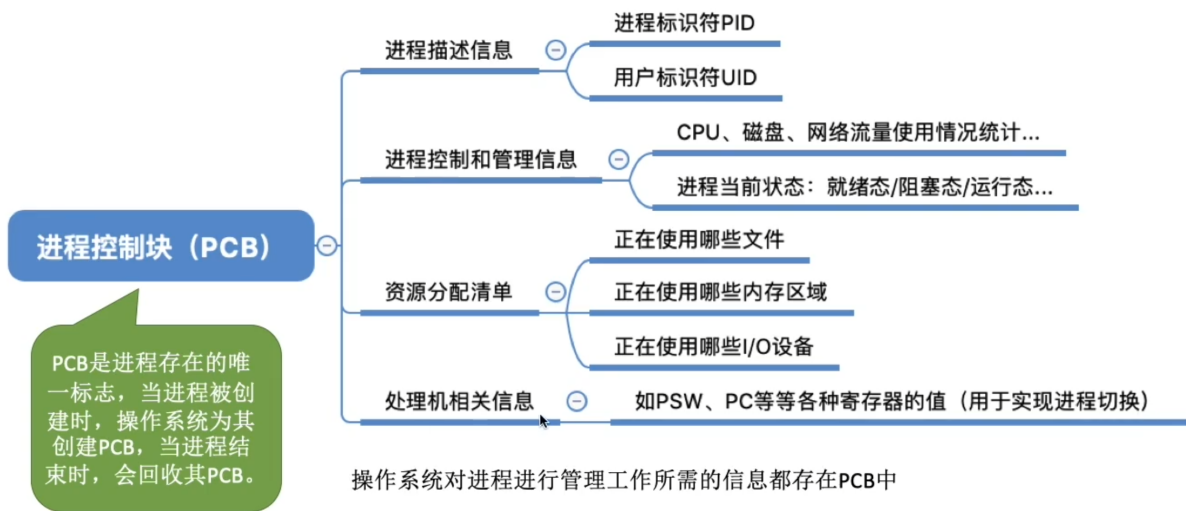 进程标识符PID
进程描述信息
用户标识符UID
CPU、磁盘、网络流量使用情况统计...
进程控制和管理信息
进程当前状态：就绪态/阻塞态/运行态...
进程控制块（PCB）
正在使用哪些文件
资源分配清单
正在使用哪些内存区域
正在使用哪些I/O设备
处理机相关信息
如PSW、PC等等各种寄存器的值（用于实现进程切换）
PCB是进程存在的唯
一标志，当进程被创
建时，操作系统为其
创建PCB，当进程结
束时，会回收其PCB。
操作系统对进程进行管理工作所需的信息都存在PCB中